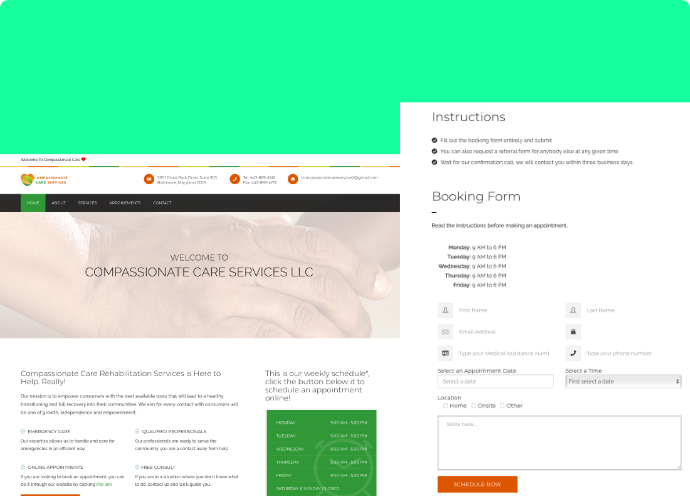 Welcome To Compassionate Care
COMPASSIONATE
CARE SERVICES
HOME ABOUT SERVICES APPOINTMENTS CONTACT
WELCOME TO
COMPASSIONATE CARE SERVICES LLC
Compassionate Care Rehabilitation Services is Here to
Help. Really!
Our mission is to empower consumers with the best available tools that will lead to a healthy
transitioning and full recovery into their communities. We aim for every contact with consumers will
be one of growth, independence and empowerment.
EMERGENCY CARE
Our expertise allows us to handle and care for
emergencies in an efficient way
QUALIFIED PROFESSIONALS
Our professionals are ready to serve the
community, you are a contact away from help
ONLINE APPOINTMENTS
If you are looking to book an appointment, you can
do it through our website by clicking this link
FREE CONSULT
If you are in a situation where you don't know what
to do, contact us and we'll guide you.
This is our weekly schedule*,
click the button below it to
schedule an appointment
online!
MONDAY 9:00 AM - 5:00 PM
TUESDAY 9:00 AM - 5:00 PM
WEDNESDAY 9:00 AM - 5:00 PM
THURSDAY 9:00 AM - 5:00 PM
FRIDAY 9:00 AM - 5:00 PM
SATURDAY & SUNDAY CLOSED
Instructions
Fill out the booking form entirely and submit
You can also request a referral form for anybody else at any given time
Wait for our confirmation call, we will contact you within three business days.
Booking Form
Read the instructions before making an appointment.
Monday: 9 AM to 6 PM
Tuesday: 9 AM to 6 PM
Wednesday: 9 AM to 6 PM
Thursday: 9 AM to 6 PM
Friday: 9 AM to 6 PM
First Name
Last Name
Email Address
Type your Medical Assistance Numb
Type your phone number
Select an Appointment Date
Select a date
Select a Time
First select a date
Location
Home Onsite Other
Write here...
SCHEDULE NOW